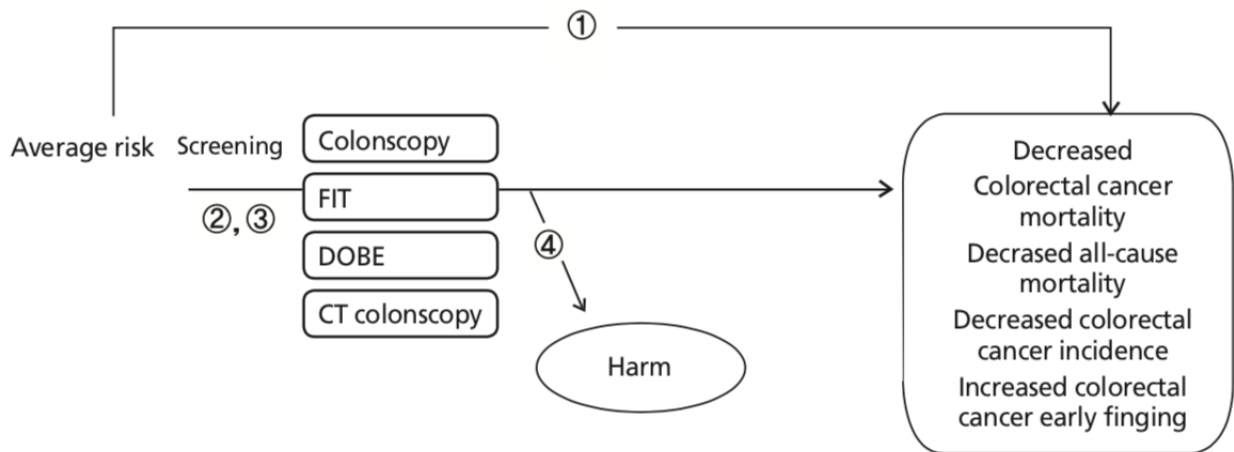 ①
Average risk
Screening
②, ③
Colonscopy
FIT
DOBE
CT colonscopy
④
Harm
Decreased
Colorectal cancer
mortality
Decrased all-cause
mortality
Decreased colorectal
cancer incidence
Increased colorectal
cancer early finging